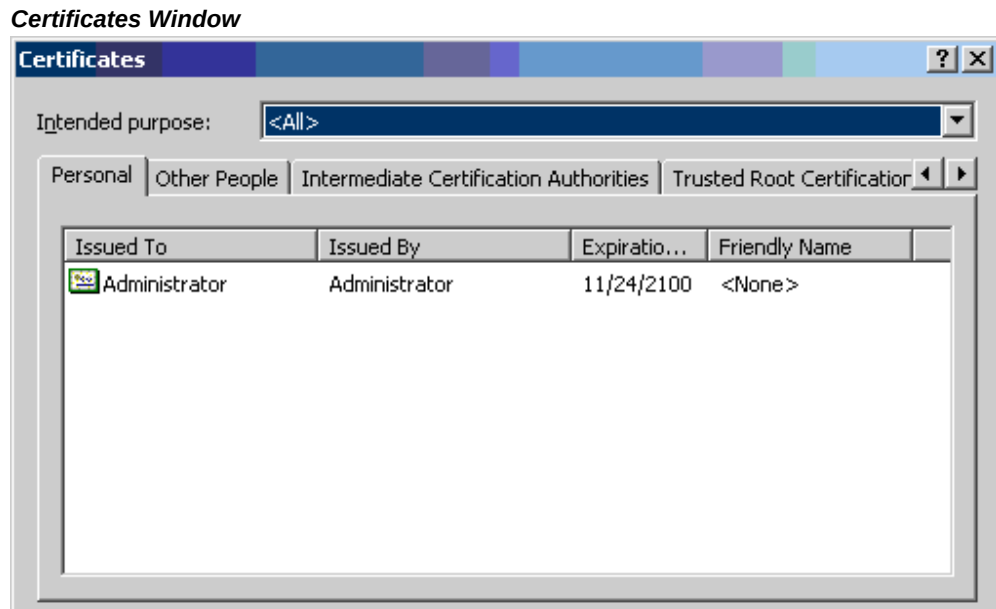 Certificates Window
Certificates
Intended purpose: <All>
Personal Other People Intermediate Certification Authorities Trusted Root Certification
Issued To Issued By Expiratio... Friendly Name
Administrator Administrator 11/24/2100 <None>